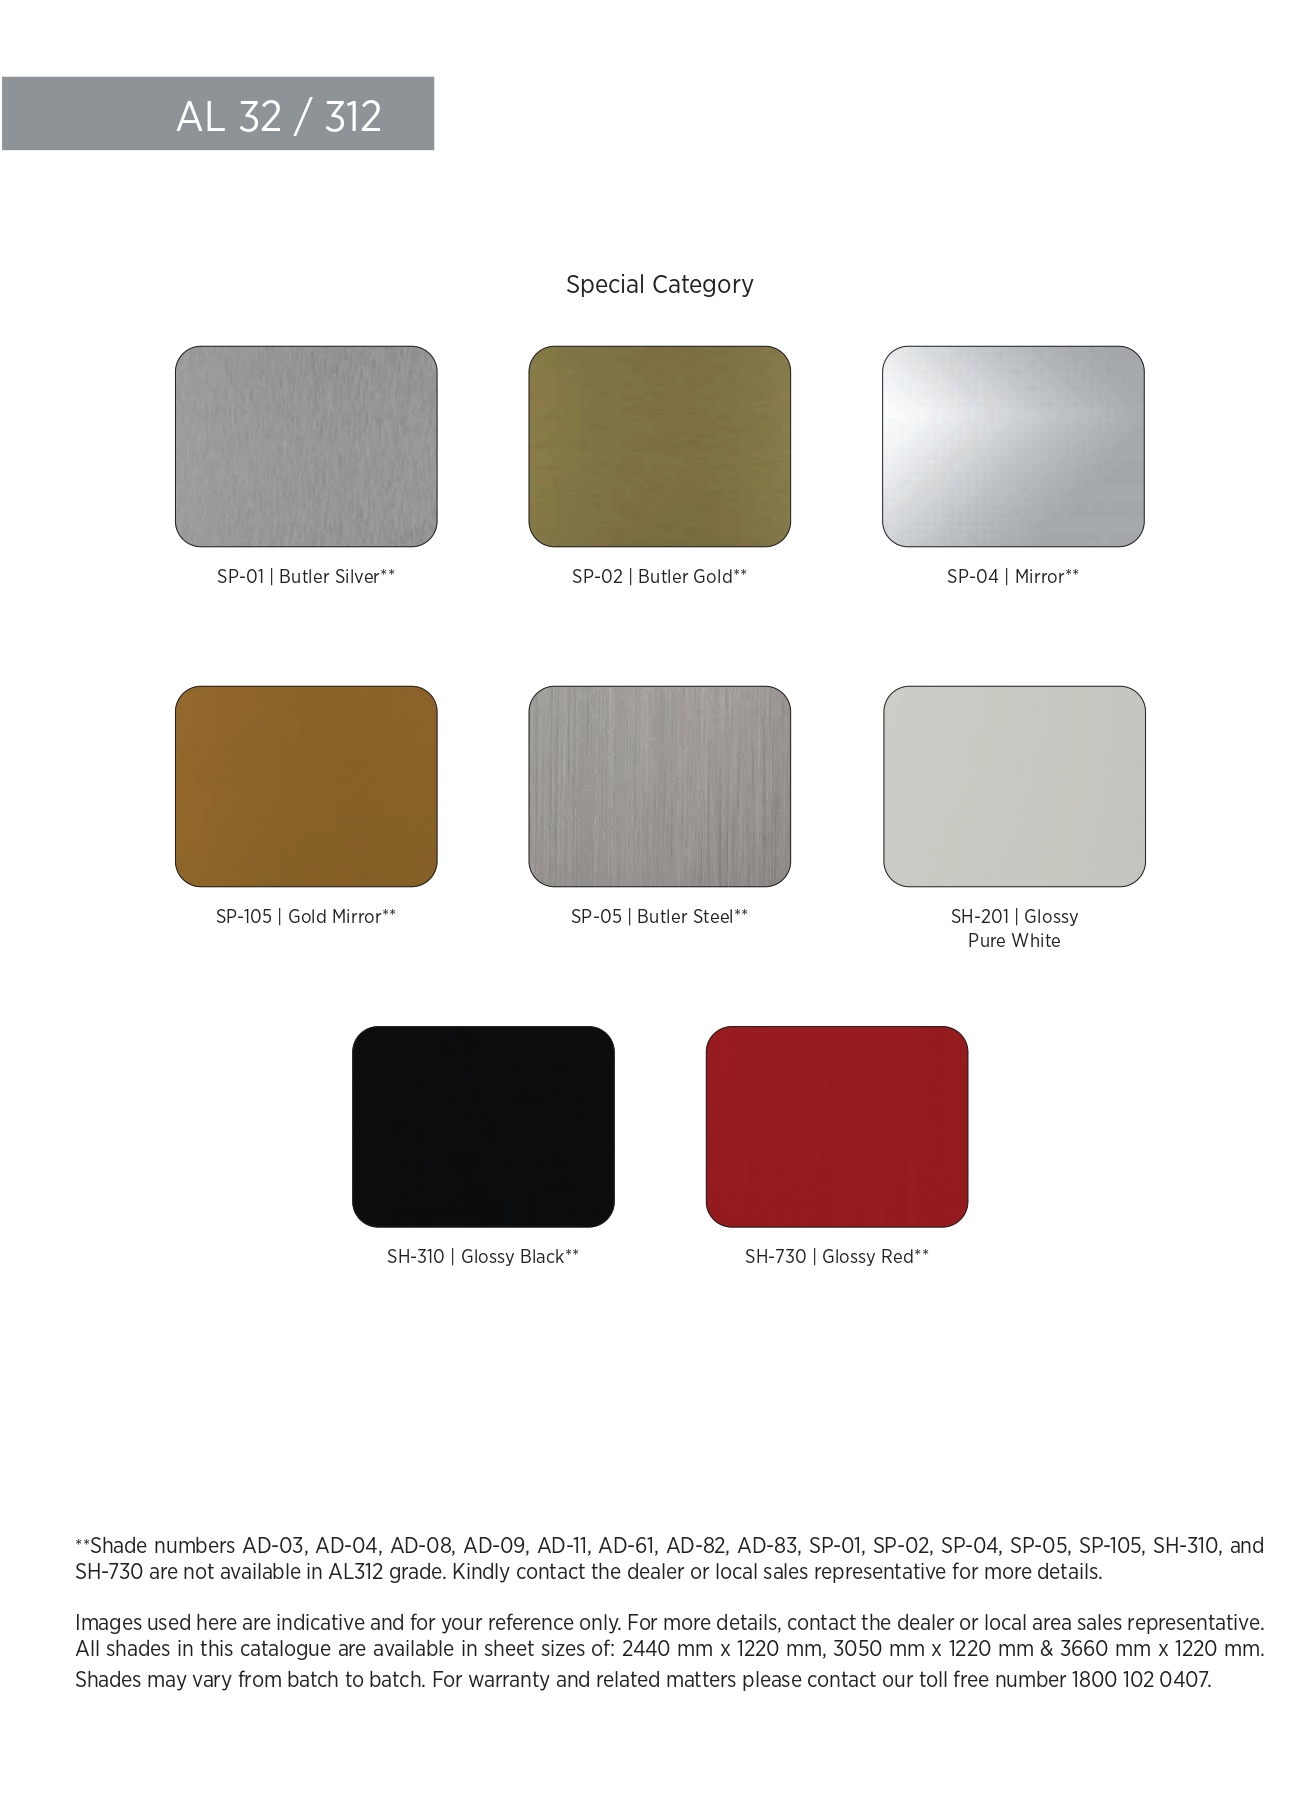 AL 32 / 312
Special Category
SP-01 | Butler Silver**
SP-02 | Butler Gold**
SP-04 | Mirror**
SP-105 | Gold Mirror**
SP-05 | Butler Steel**
SH-201 | Glossy
Pure White
SH-310 | Glossy Black**
SH-730 | Glossy Red**
**Shade numbers AD-03, AD-04, AD-08, AD-09, AD-11, AD-61, AD-82, AD-83, SP-01, SP-02, SP-04, SP-05, SP-105, SH-310, and
SH-730 are not available in AL312 grade. Kindly contact the dealer or local sales representative for more details.
Images used here are indicative and for your reference only. For more details, contact the dealer or local area sales representative.
All shades in this catalogue are available in sheet sizes of: 2440 mm x 1220 mm, 3050 mm x 1220 mm & 3660 mm x 1220 mm.
Shades may vary from batch to batch. For warranty and related matters please contact our toll free number 1800 102 0407.